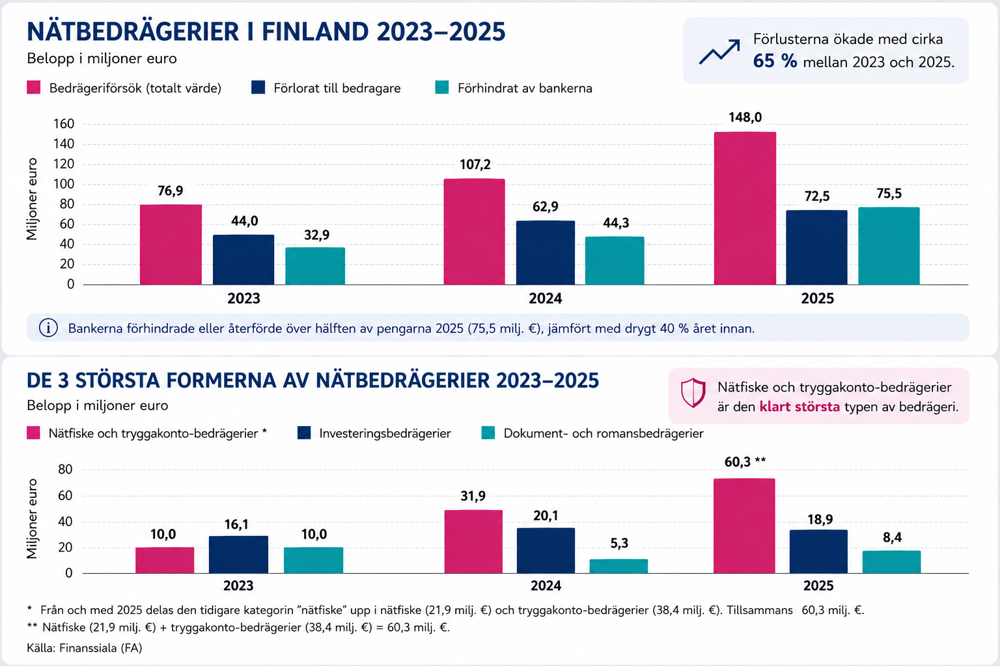 NÄTBEDRÄGERIER I FINLAND 2023–2025
Belopp i miljoner euro
Förlusterna ökade med cirka
65 % mellan 2023 och 2025.
Bedrägeriförsök (totalt värde)
Förlorat till bedragare
Förhindrat av bankerna
Miljoner euro
160
140
120
100
80
60
40
20
0
76,9
44,0
32,9
107,2
62,9
44,3
148,0
72,5
75,5
2023
2024
2025
Bankerna förhindrade eller återförde över hälften av pengarna 2025 (75,5 milj. €), jämfört med drygt 40 % året innan.
DE 3 STÖRSTA FORMERNA AV NÄTBEDRÄGERIER 2023–2025
Belopp i miljoner euro
Nätfiske och tryggakonto-bedrägerier
är den klart största typen av bedrägeri.
Nätfiske och tryggakonto-bedrägerier *
Investeringsbedrägerier
Dokument- och romansbedrägerier
Miljoner euro
80
60
40
20
0
10,0
16,1
10,0
31,9
20,1
5,3
60,3 **
18,9
8,4
2023
2024
2025
* Från och med 2025 delas den tidigare kategorin ”nätfiske” upp i nätfiske (21,9 milj. €) och tryggakonto-bedrägerier (38,4 milj. €). Tillsammans 60,3 milj. €.
** Nätfiske (21,9 milj. €) + tryggakonto-bedrägerier (38,4 milj. €) = 60,3 milj. €.
Källa: Finanssiala (FA)